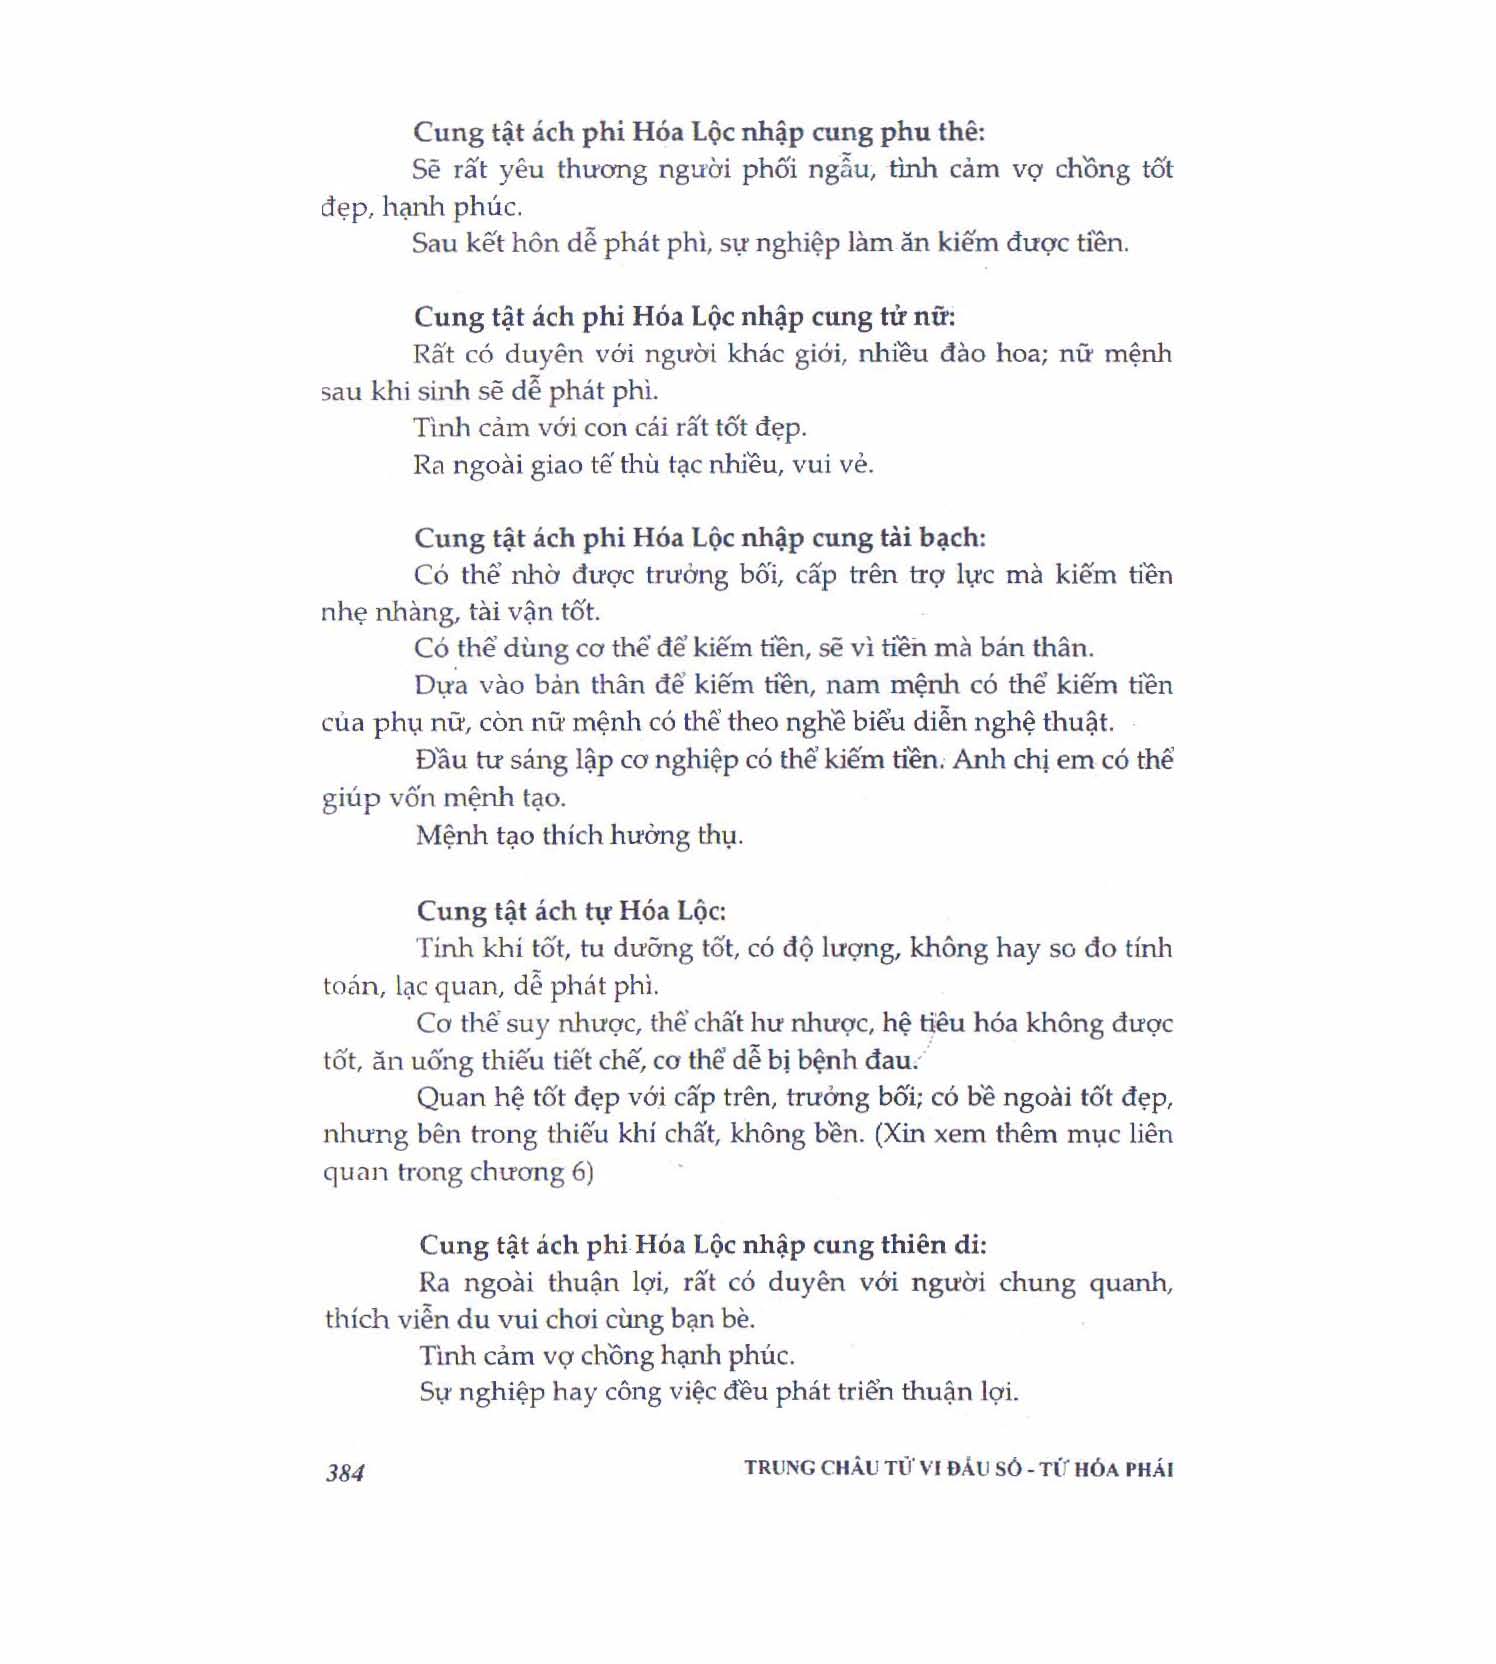 Cung tật ách phi Hóa Lộc nhập cung phu thê:
Sẽ rất yêu thương người phối ngẫu, tình cảm vợ chồng tốt
đẹp, hạnh phúc.
Sau kết hôn dễ phát phì, sự nghiệp làm ăn kiếm được tiền.
Cung tật ách phi Hóa Lộc nhập cung tử nữ:
Rất có duyên với người khác giới, nhiều đào hoa; nữ mệnh
sau khi sinh sẽ dễ phát phì.
Tình cảm với con cái rất tốt đẹp.
Ra ngoài giao tế thù tạc nhiều, vui vẻ.
Cung tật ách phi Hóa Lộc nhập cung tài bạch:
Có thể nhờ được trưởng bối, cấp trên trợ lực mà kiếm tiền
nhẹ nhàng, tài vận tốt.
Có thể dùng cơ thể để kiếm tiền, sẽ vì tiền mà bán thân.
Dựa vào bản thân để kiếm tiền, nam mệnh có thể kiếm tiền
của phụ nữ, còn nữ mệnh có thể theo nghề biểu diễn nghệ thuật.
Đầu tư sáng lập cơ nghiệp có thể kiếm tiền. Anh chị em có thể
giúp vốn mệnh tạo.
Mệnh tạo thích hưởng thụ.
Cung tật ách tự Hóa Lộc:
Tính khí tốt, tu dưỡng tốt, có độ lượng, không hay so đo tính
toán, lạc quan, dễ phát phì.
Cơ thể suy nhược, thể chất hư nhược, hệ tiêu hóa không được
tốt, ăn uống thiếu tiết chế, cơ thể dễ bị bệnh đau.
Quan hệ tốt đẹp với cấp trên, trưởng bối; có bề ngoài tốt đẹp,
nhưng bên trong thiếu khí chất, không bền. (Xin xem thêm mục liên
quan trong chương 6)
Cung tật ách phi Hóa Lộc nhập cung thiên di:
Ra ngoài thuận lợi, rất có duyên với người chung quanh,
thích viễn du vui chơi cùng bạn bè.
Tình cảm vợ chồng hạnh phúc.
Sự nghiệp hay công việc đều phát triển thuận lợi.
384 TRUNG CHÂU TỬ VI ĐẨU SỐ - TỨ HÓA PHÁI